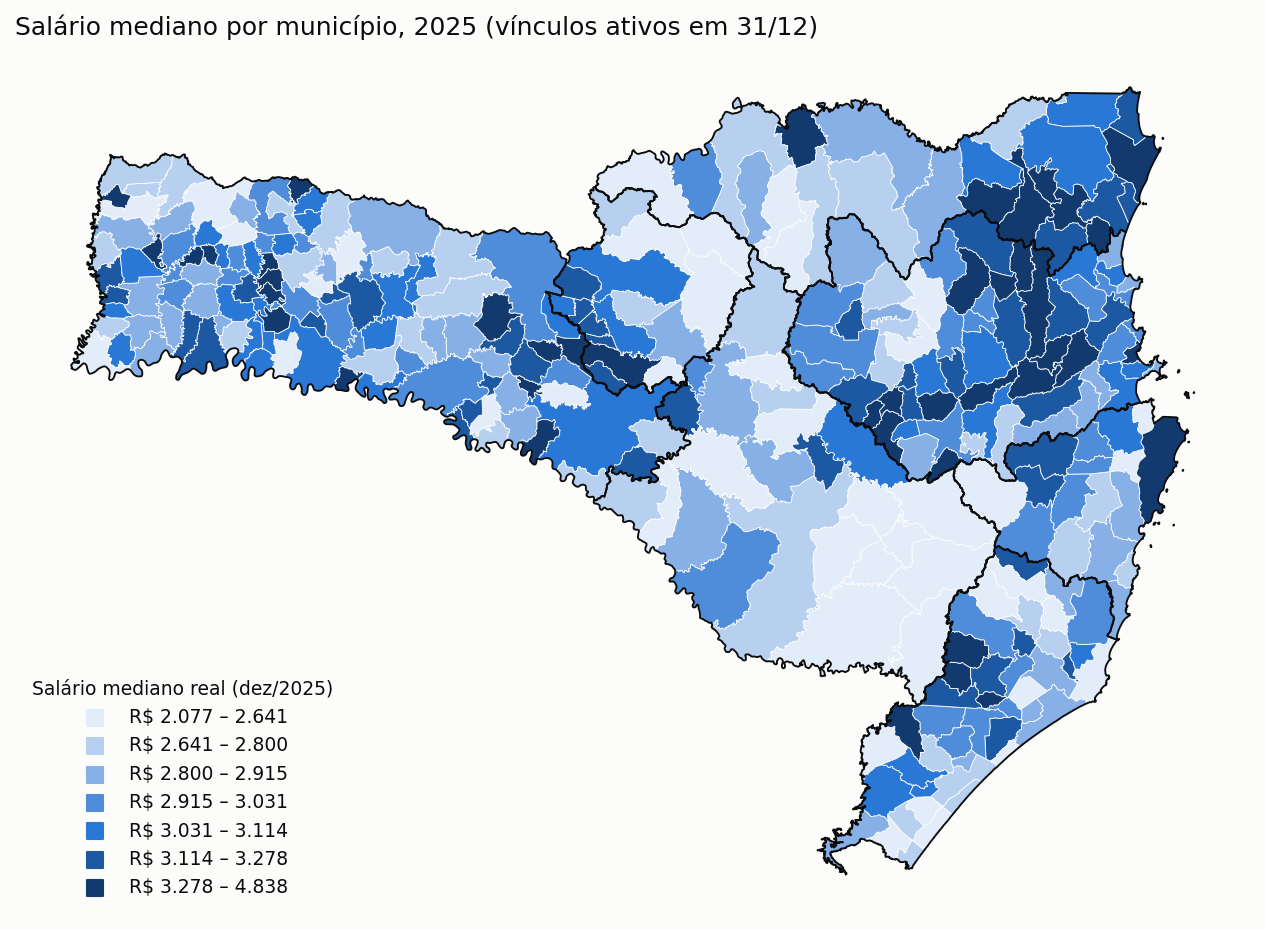 Salário mediano por município, 2025 (vínculos ativos em 31/12)
Salário mediano real (dez/2025)
R$ 2.077 – 2.641
R$ 2.641 – 2.800
R$ 2.800 – 2.915
R$ 2.915 – 3.031
R$ 3.031 – 3.114
R$ 3.114 – 3.278
R$ 3.278 – 4.838